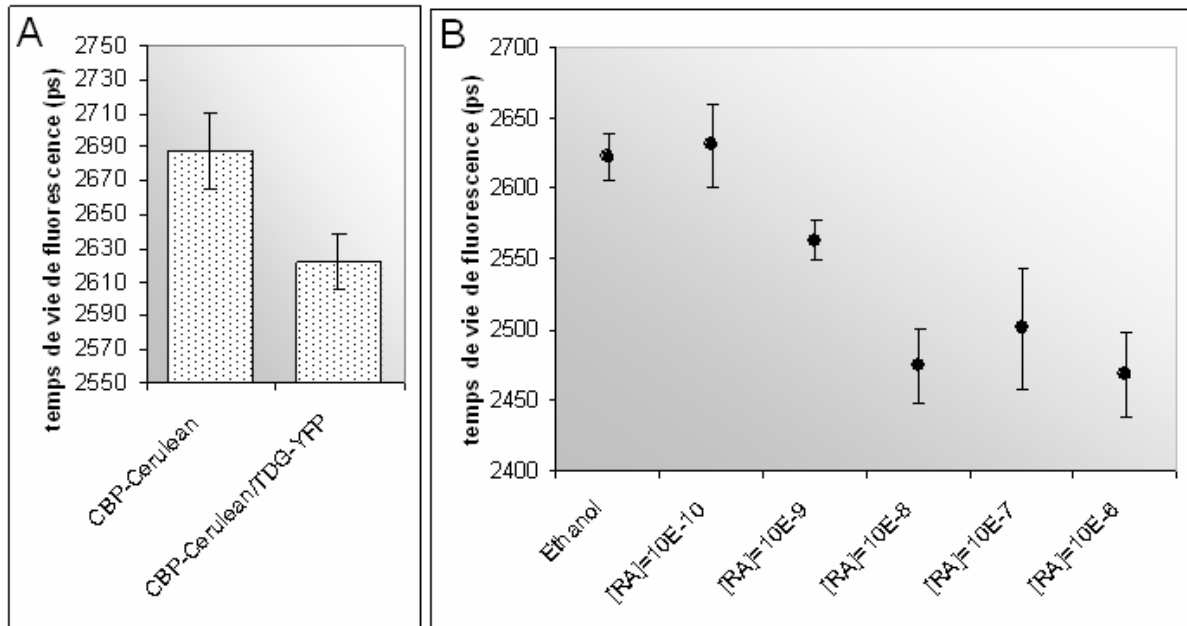 A
temps de vie de fluorescence (ps)
2750
2730
2710
2690
2670
2650
2630
2610
2590
2570
2550
CBP-Cerulean
CBP-Cerulean/TDG-YFP
B
temps de vie de fluorescence (ps)
2700
2650
2600
2550
2500
2450
2400
Ethanol
[RA]=10E-10
[RA]=10E-9
[RA]=10E-8
[RA]=10E-7
[RA]=10E-6